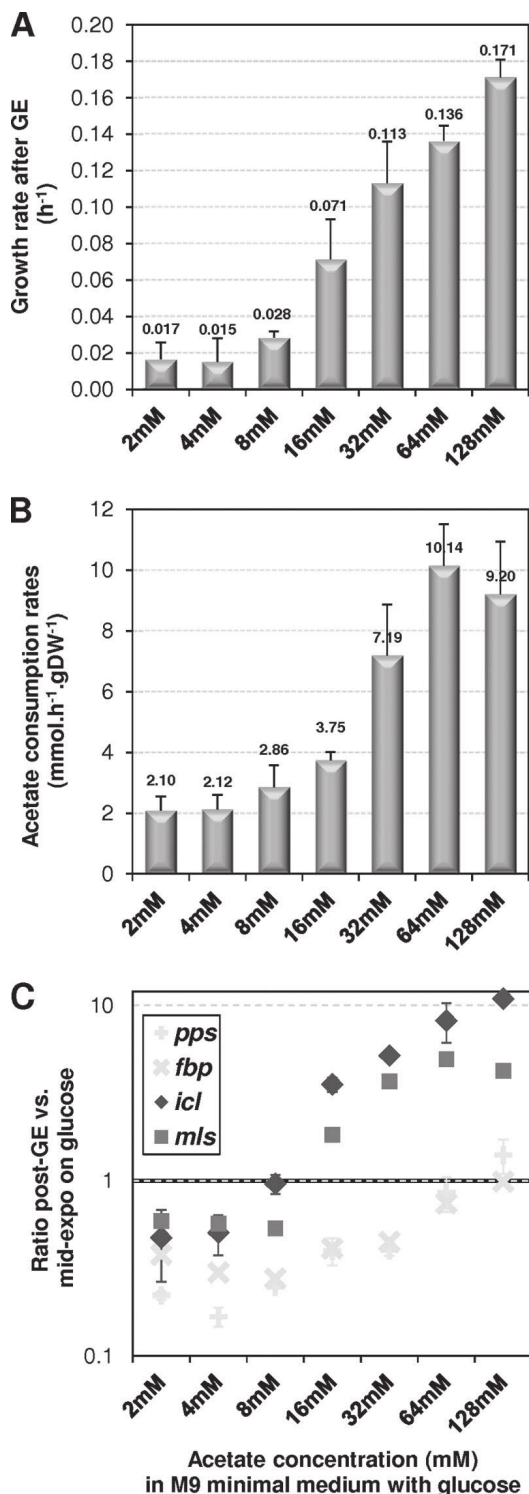 A
Growth rate after GE
(h-1)
0.20
0.18
0.16
0.14
0.12
0.10
0.08
0.06
0.04
0.02
0.00
0.017
0.015
0.028
0.071
0.113
0.136
0.171
2mM
4mM
8mM
16mM
32mM
64mM
128mM
B
Acetate consumption rates
(mmol.h-1.gDW-1)
12
10
8
6
4
2
0
2.10
2.12
2.86
3.75
7.19
10.14
9.20
2mM
4mM
8mM
16mM
32mM
64mM
128mM
C
Ratio post-GE vs.
mid-expo on glucose
10
1
0.1
pps
fbp
icl
mls
2mM
4mM
8mM
16mM
32mM
64mM
128mM
Acetate concentration (mM)
in M9 minimal medium with glucose